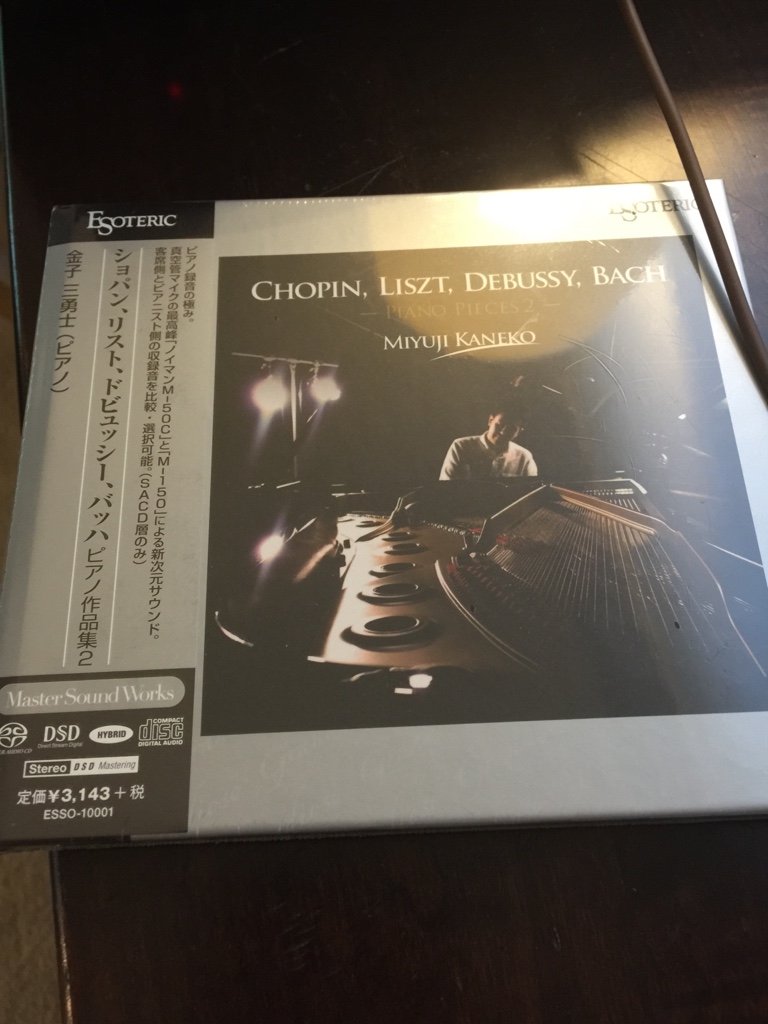 ESOTERIC
ピアノ録音の極み。
真空管マイクの最高峰「ノイマンM-50C」と「M-150」による新次元サウンド。
客席側とピアニスト側の収録音を比較・選択可能。(SACD層のみ)
ショパン、リスト、ドビュッシー、バッハ ピアノ作品集2
金子 三勇士(ピアノ)
Master Sound Works
DSD
Direct Stream Digital
HYBRID
COMPACT
disc
DIGITAL AUDIO
Stereo DSD Mastering
定価¥3,143+税
ESSO-10001
ESOTERIC
CHOPIN, LISZT, DEBUSSY, BACH
— PIANO PIECES 2 —
MIYUJI KANEKO